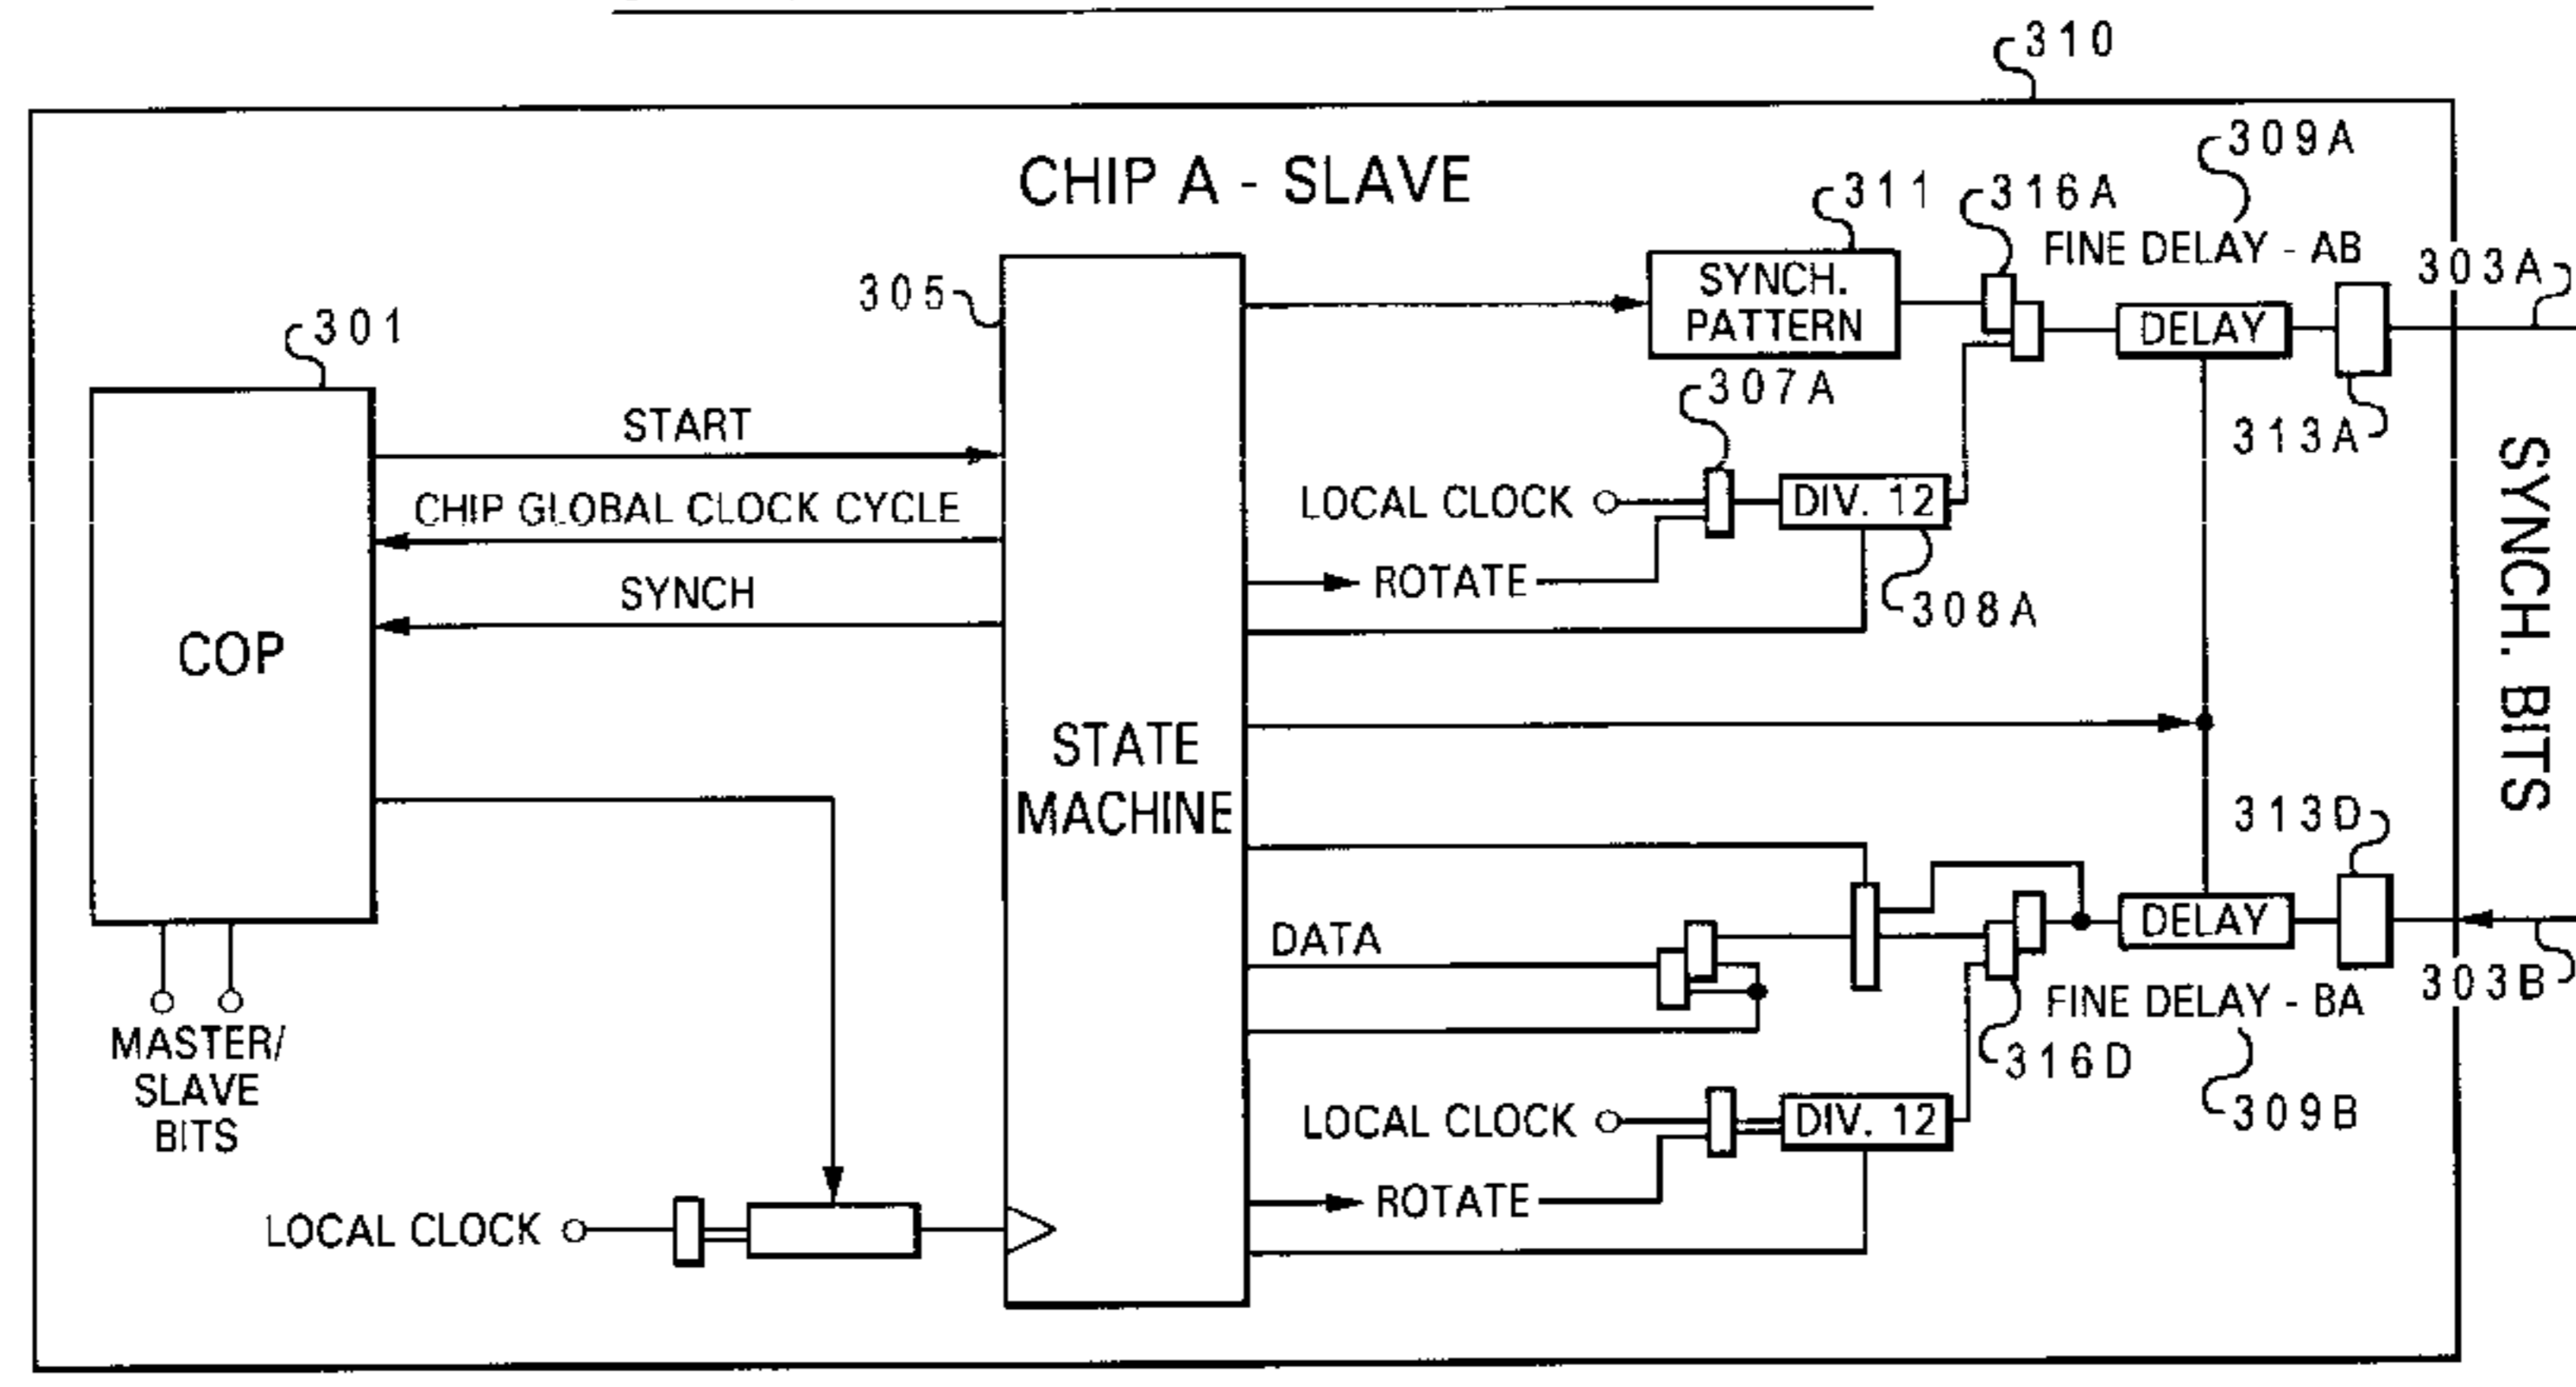 310
CHIP A - SLAVE
309A
311
316A
FINE DELAY - AB
303A
305
SYNCH.
PATTERN
DELAY
301
307A
313A
START
LOCAL CLOCK
DIV. 12
CHIP GLOBAL CLOCK CYCLE
ROTATE
308A
SYNCH
COP
SYNCH. BITS
STATE
MACHINE
313D
DATA
DELAY
303B
FINE DELAY - BA
316D
MASTER/
SLAVE
BITS
LOCAL CLOCK
DIV. 12
309B
ROTATE
LOCAL CLOCK